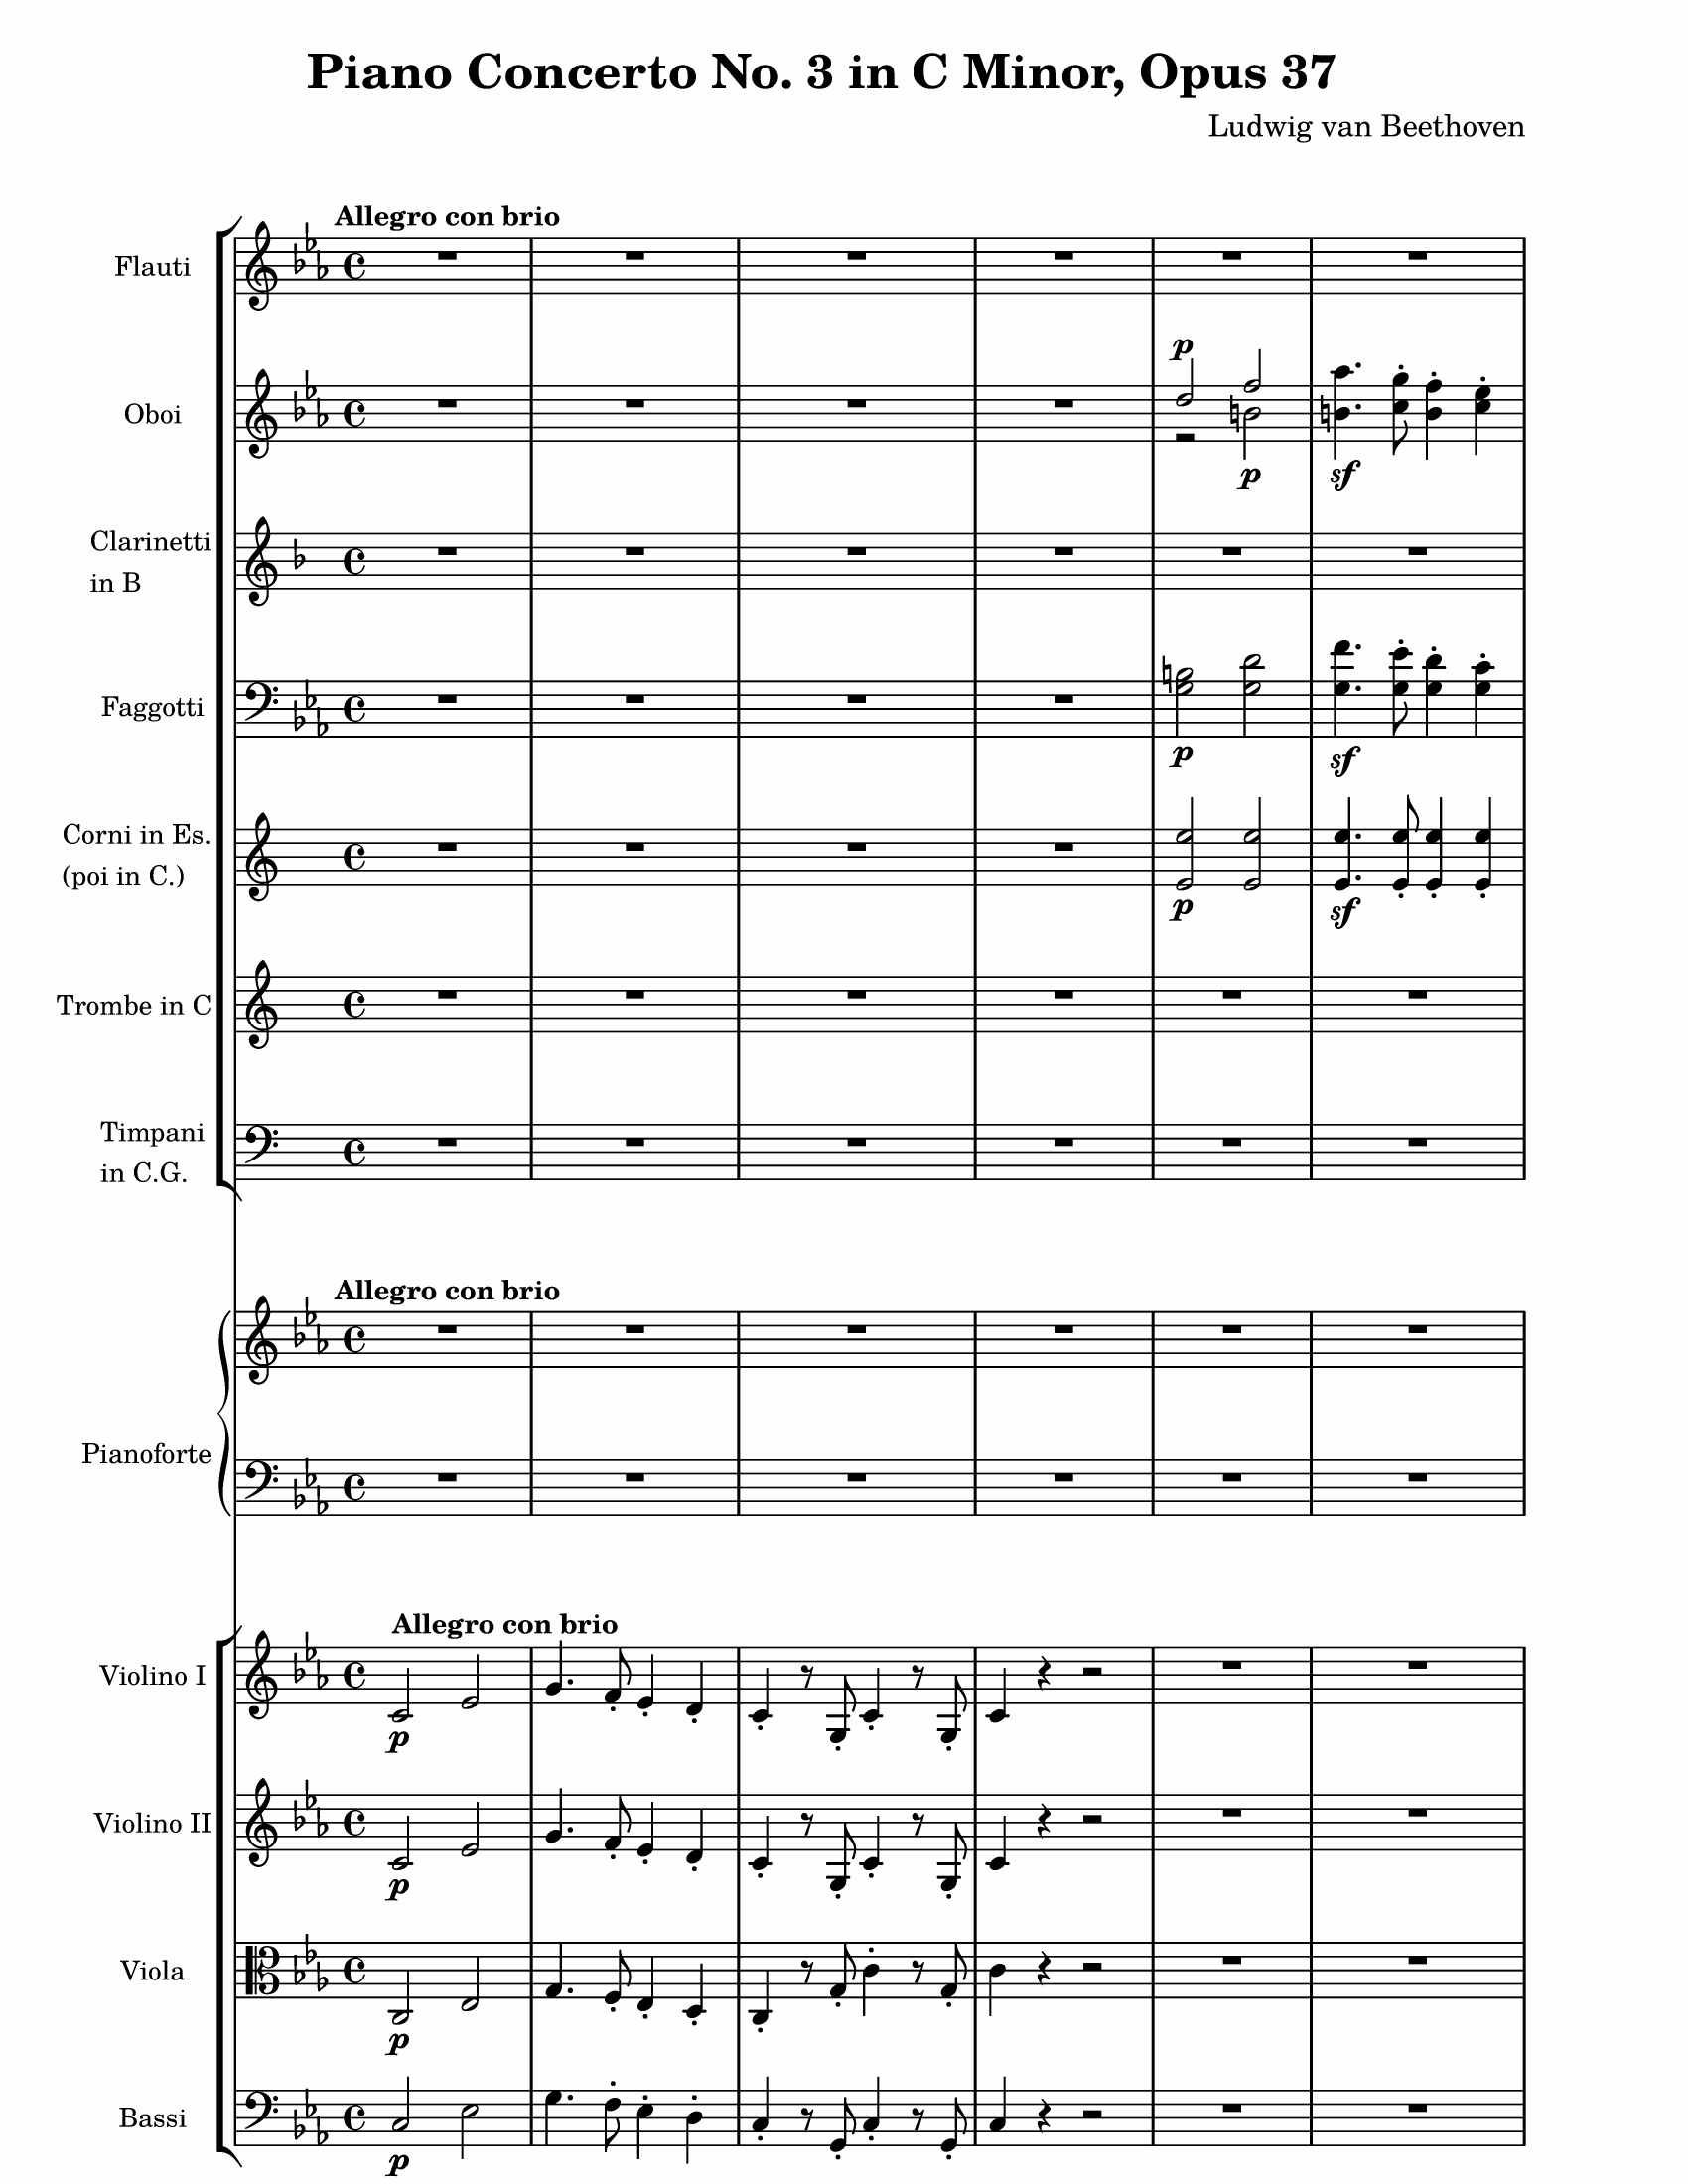 Piano Concerto No. 3 in C Minor, Opus 37
Ludwig van Beethoven
Allegro con brio
Flauti
p
Oboi
p
sf
Clarinetti
in B
Faggotti
p
sf
Corni in Es.
(poi in C.)
p
sf
Trombe in C
Timpani
in C.G.
Allegro con brio
Pianoforte
Allegro con brio
Violino I
p
Violino II
p
Viola
p
Bassi
p